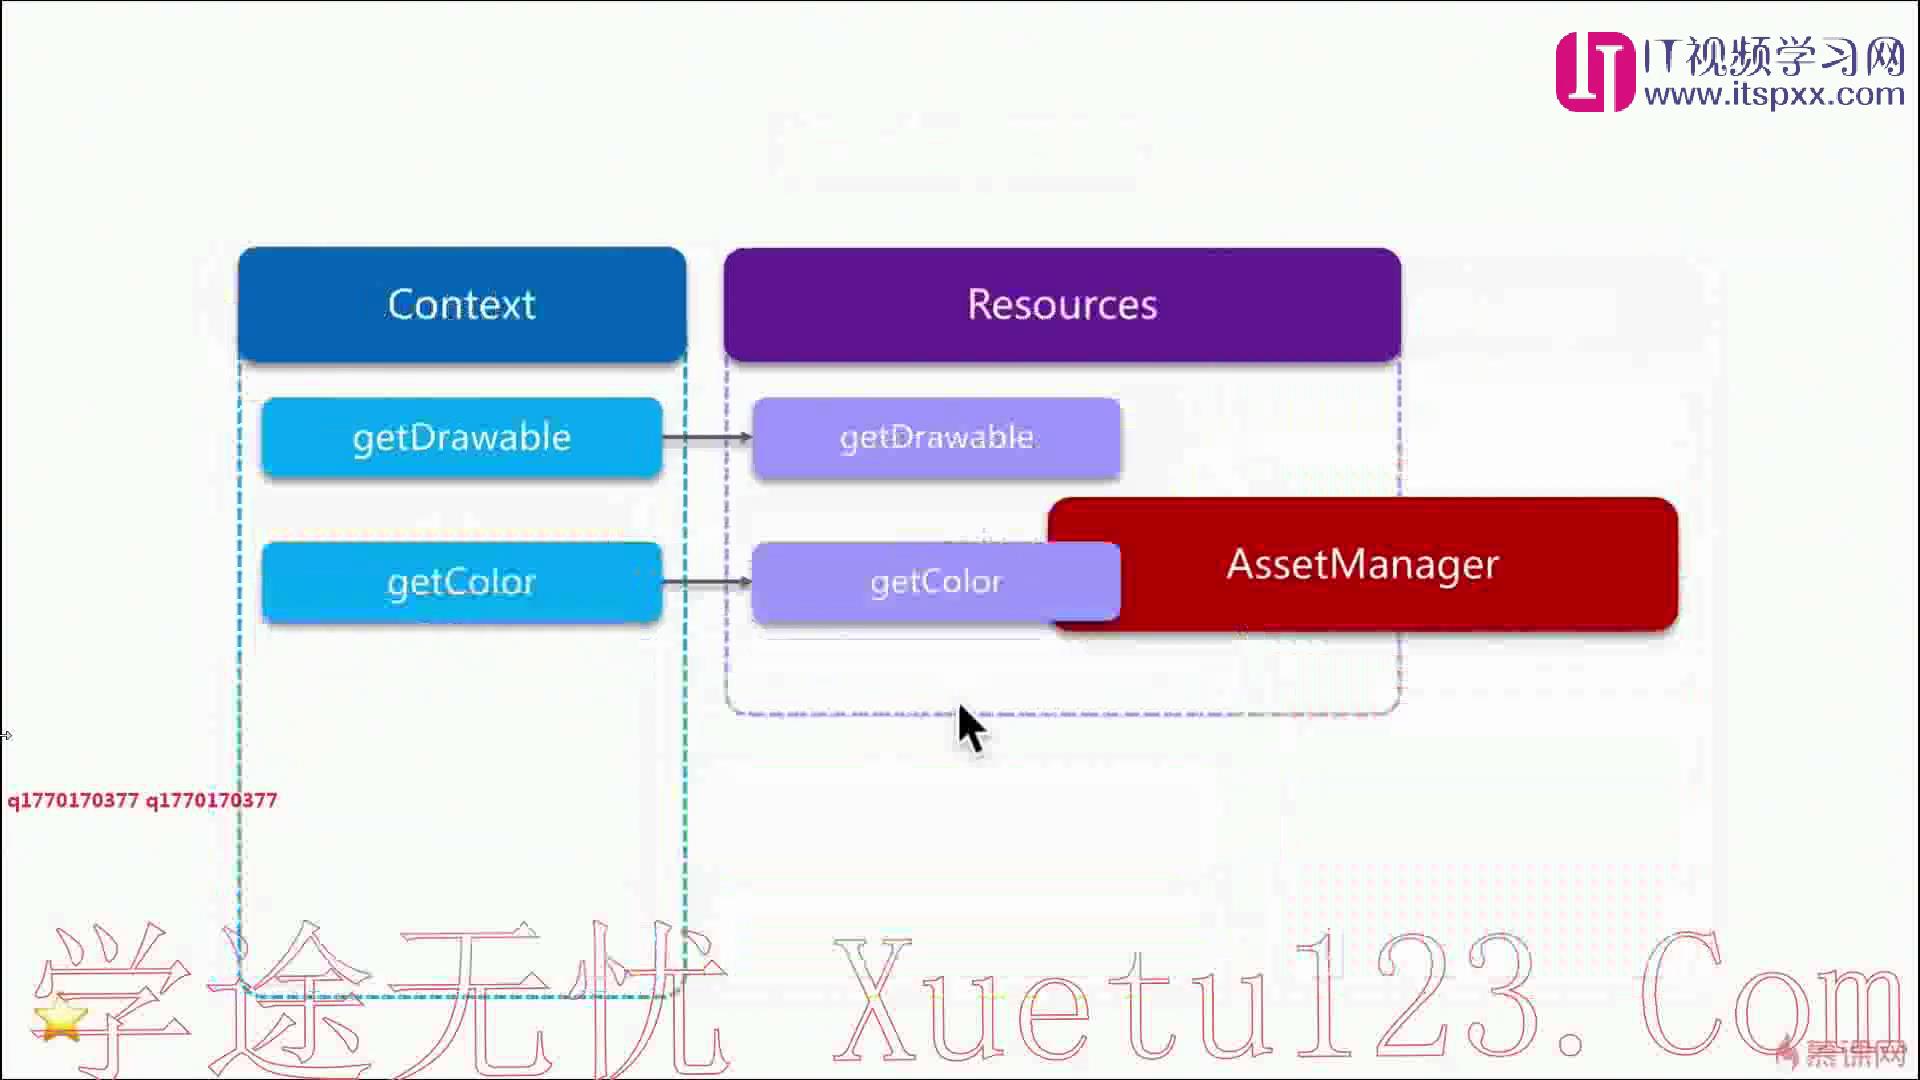 IT视频学习网
www.itspxx.com
Context
Resources
getDrawable
getDrawable
getColor
getColor
AssetManager
q1770170377 q1770170377
学途无忧 Xuetu123.Com
慕课网